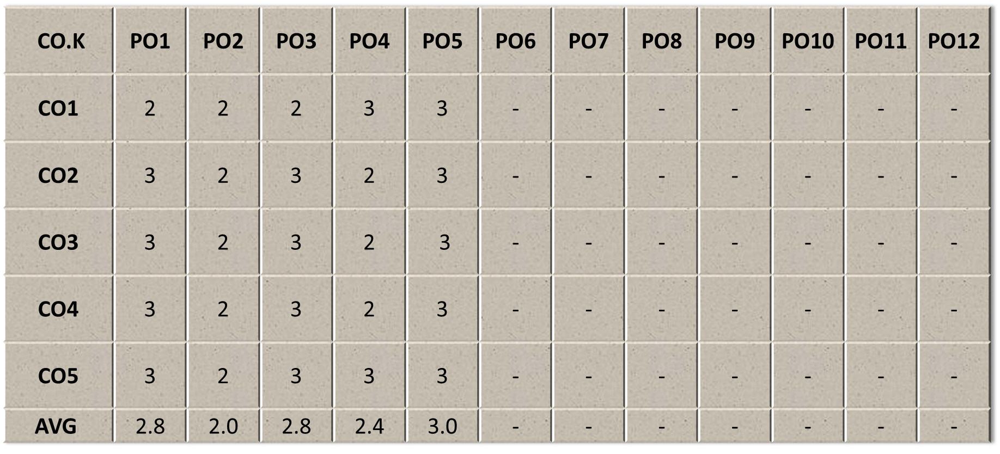 CO.K PO1 PO2 PO3 PO4 PO5 PO6 PO7 PO8 PO9 PO10 PO11 PO12
CO1 2 2 2 3 3 - - - - - - -
CO2 3 2 3 2 3 - - - - - - -
CO3 3 2 3 2 3 - - - - - - -
CO4 3 2 3 2 3 - - - - - - -
CO5 3 2 3 3 3 - - - - - - -
AVG 2.8 2.0 2.8 2.4 3.0 - - - - - - -